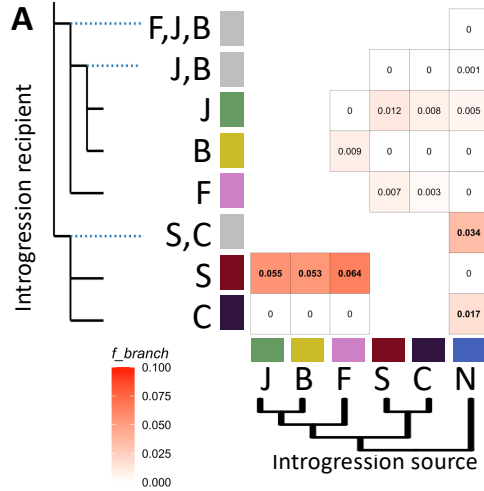 A
F,J,B 0
J,B 0 0 0.001
J 0 0.012 0.008 0.005
B 0.009 0 0 0
F 0.007 0.003 0
S,C 0.034
S 0.055 0.053 0.064 0
C 0 0 0 0.017
Introgression recipient
f_branch
0.100
0.075
0.050
0.025
0.000
J B F S C N
Introgression source